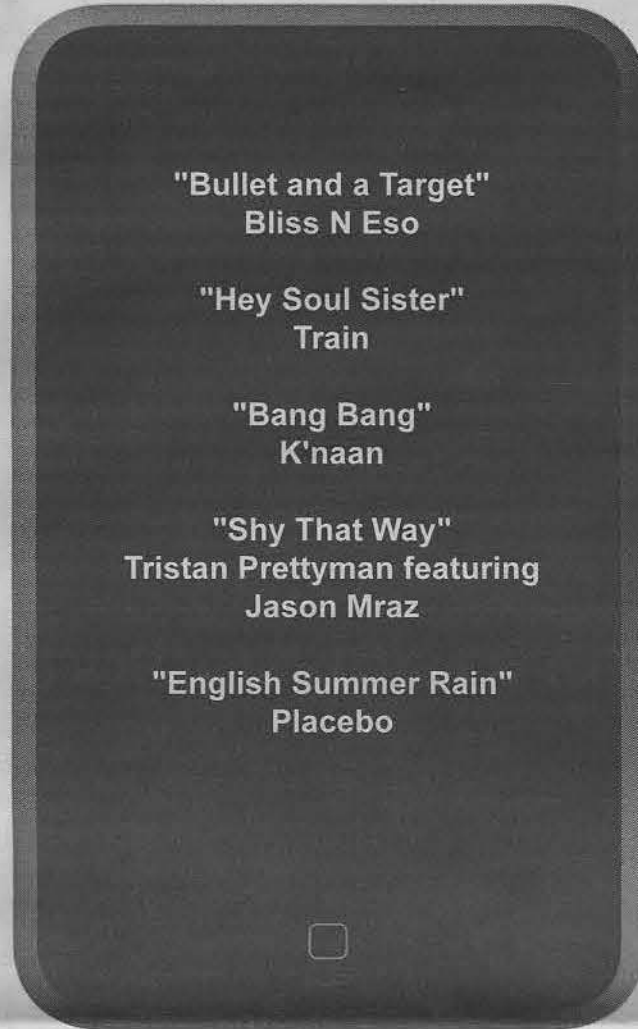 "Bullet and a Target"
Bliss N Eso
"Hey Soul Sister"
Train
"Bang Bang"
K'naan
"Shy That Way"
Tristan Prettyman featuring
Jason Mraz
"English Summer Rain"
Placebo